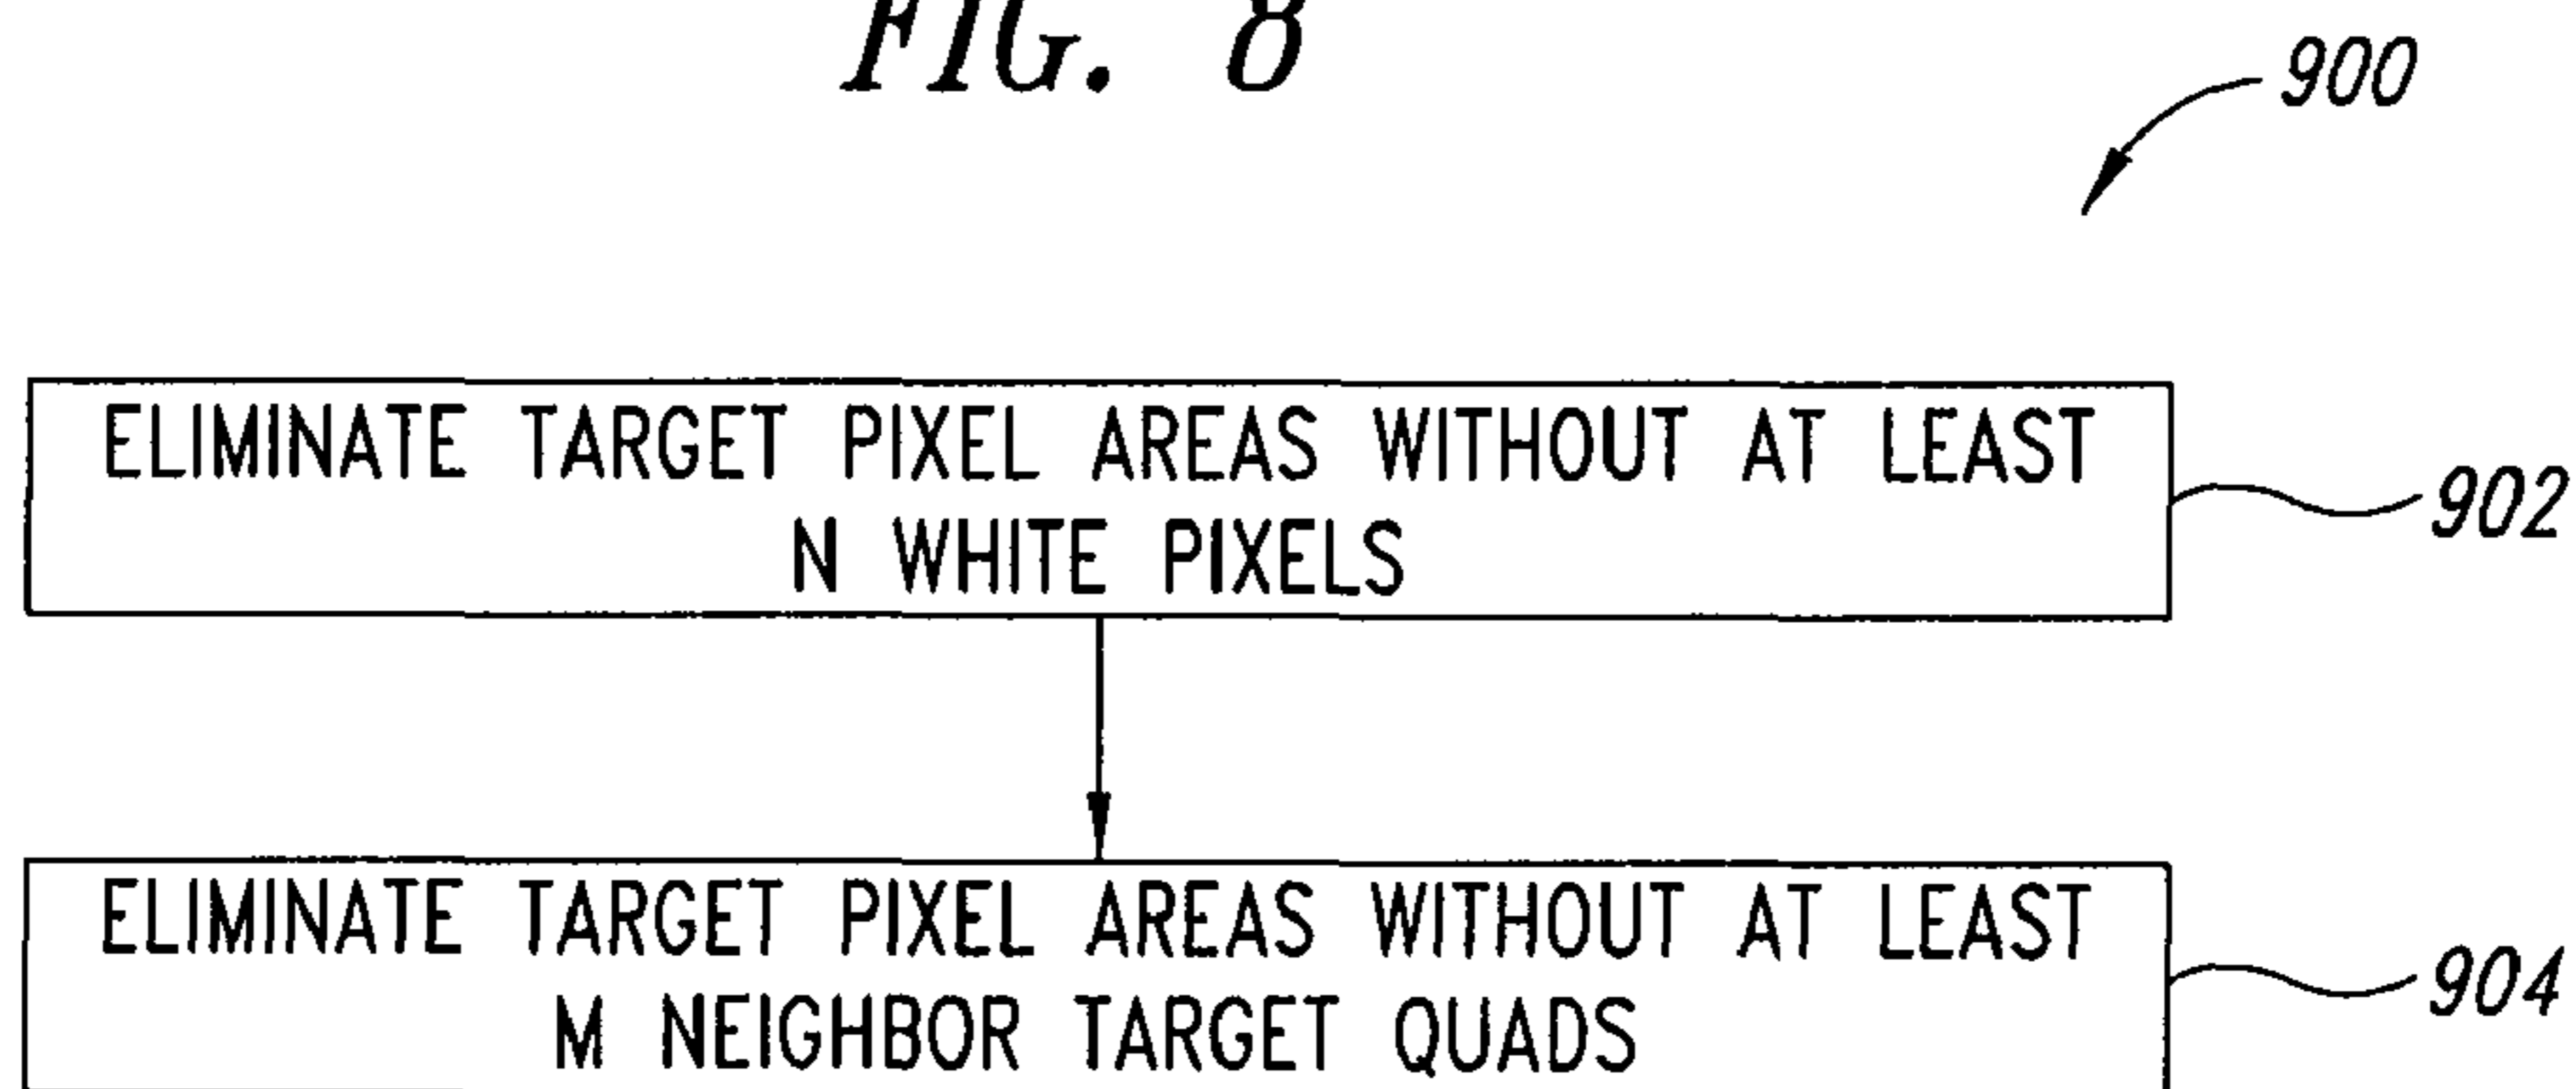 FIG. 8
900
ELIMINATE TARGET PIXEL AREAS WITHOUT AT LEAST
N WHITE PIXELS
902
ELIMINATE TARGET PIXEL AREAS WITHOUT AT LEAST
M NEIGHBOR TARGET QUADS
904